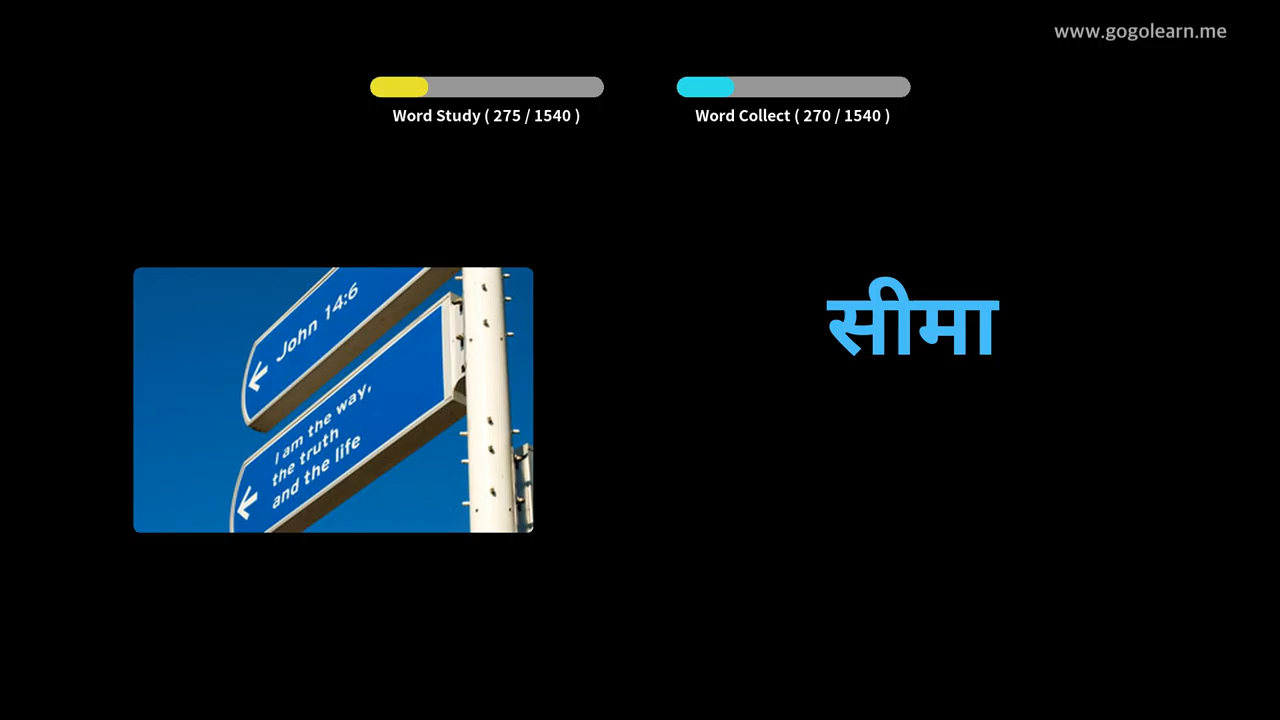 www.gogolearn.me
Word Study ( 275 / 1540 )
Word Collect ( 270 / 1540 )
John 14:6
I am the way,
the truth
and the life
सीमा